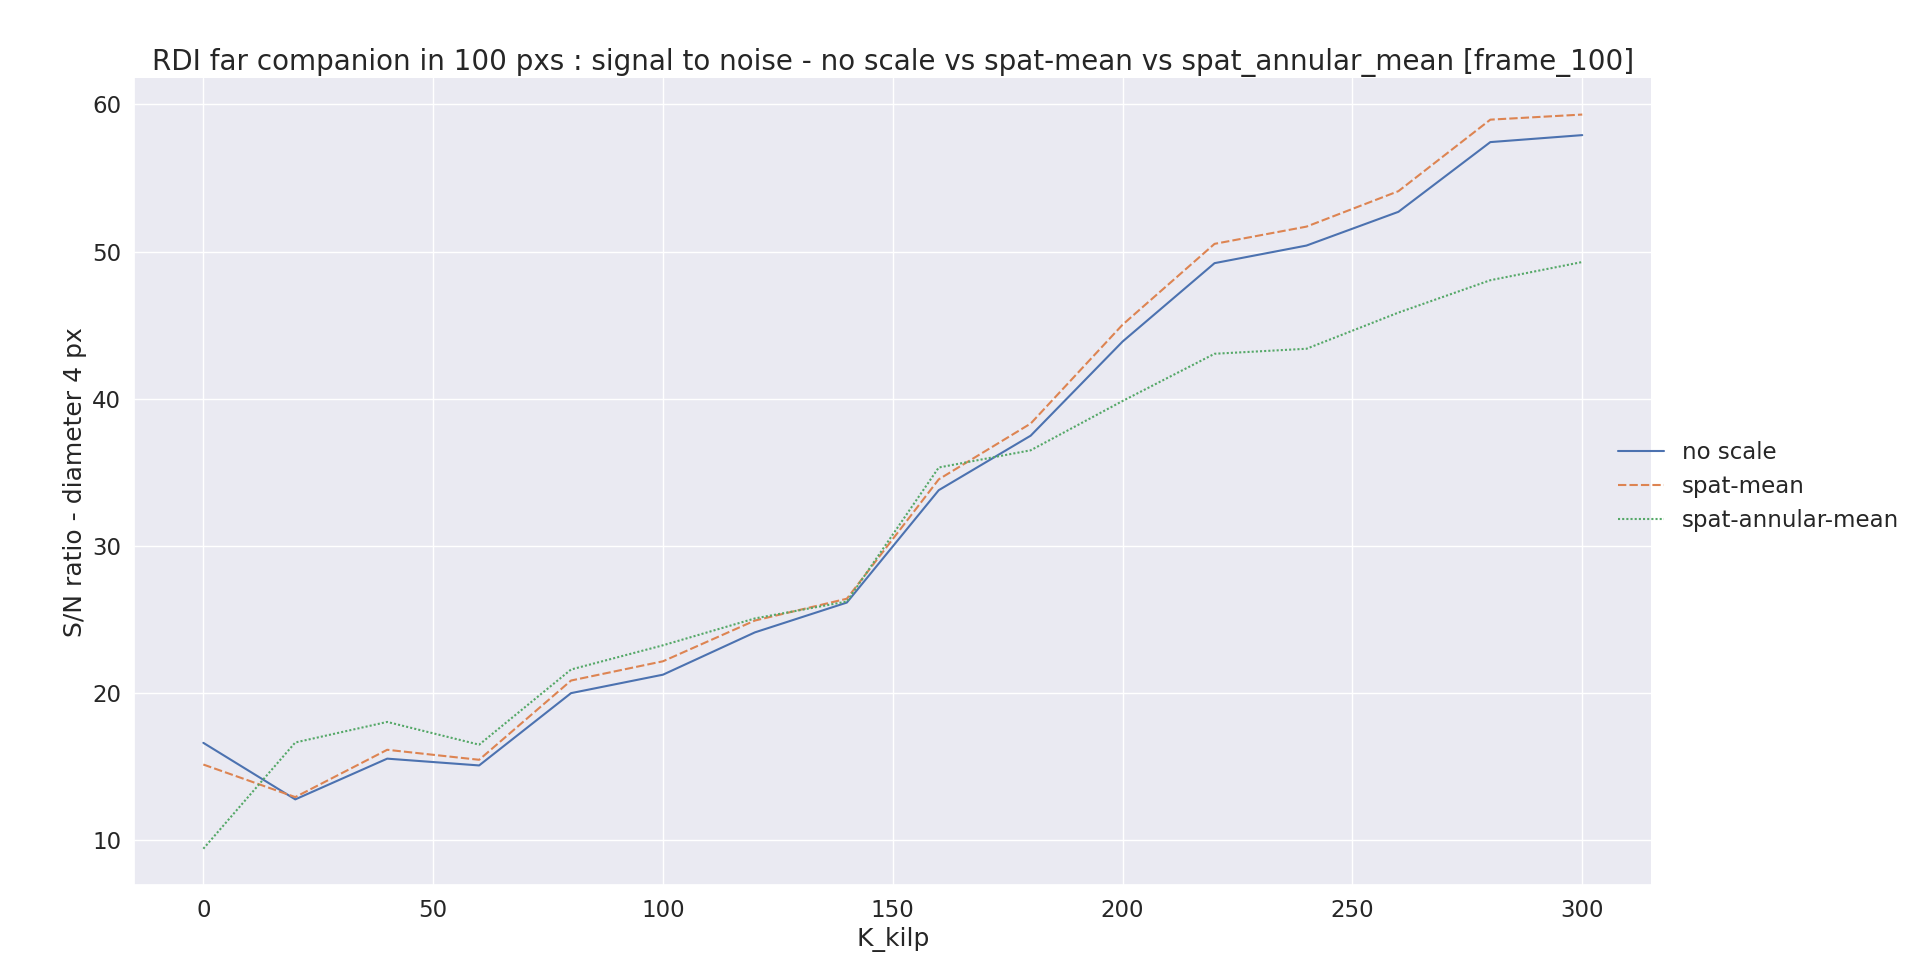 RDI far companion in 100 pxs : signal to noise - no scale vs spat-mean vs spat_annular_mean [frame_100]
60
50
40
30
20
10
S/N ratio - diameter 4 px
0 50 100 150 200 250 300
K_kilp
no scale
spat-mean
spat-annular-mean